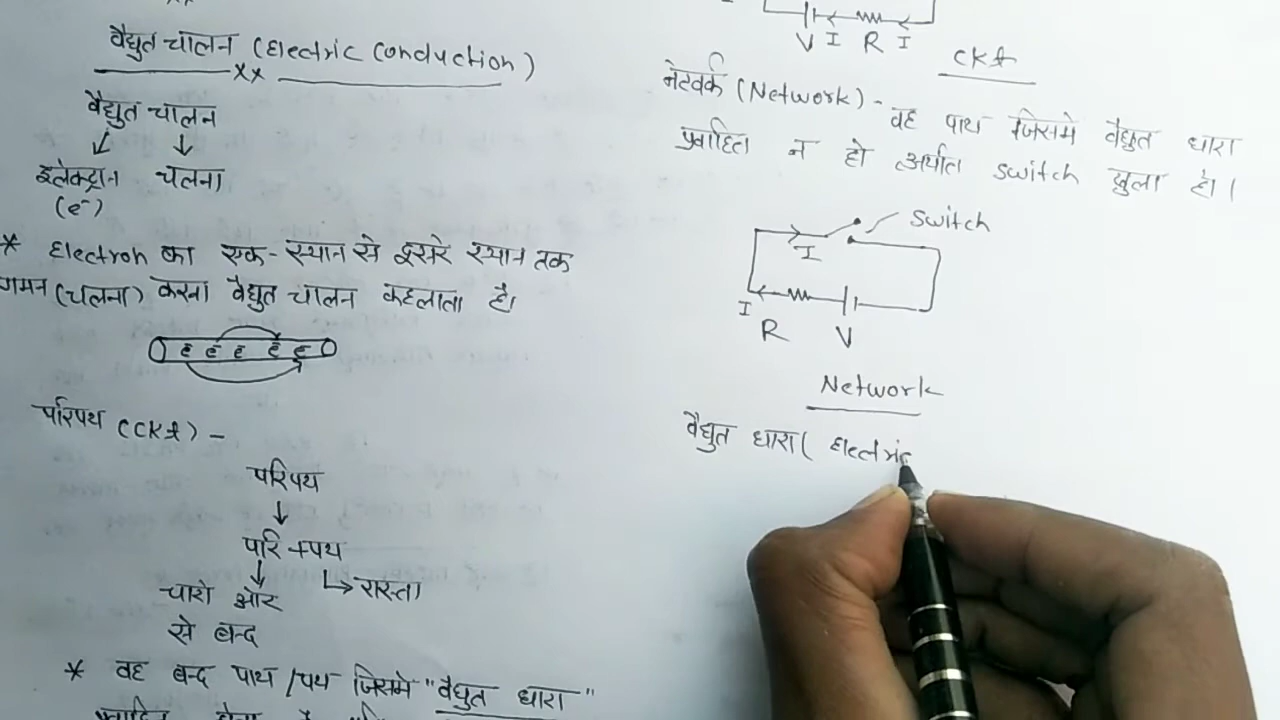 वैद्युत चालन (Electric Conduction)
वैद्युत चालन
इलेक्ट्रान चलना
(e⁻)
* Electron का एक-स्थान से दूसरे स्थान तक
गमन (चलना) करना वैद्युत चालन कहलाता है।
e e e e e
परिपथ (CKt) –
परिपथ
परि + पथ
चारो ओर रास्ता
से बन्द
* वह बन्द पाथ / पथ जिसमे "वैद्युत धारा"
V I R I
CKt
नेटवर्क (Network) - वह पाथ जिसमे वैद्युत धारा
प्रवाहित न हो अर्थात switch खुला हो।
Switch
I
I R V
Network
वैद्युत धारा ( Electric